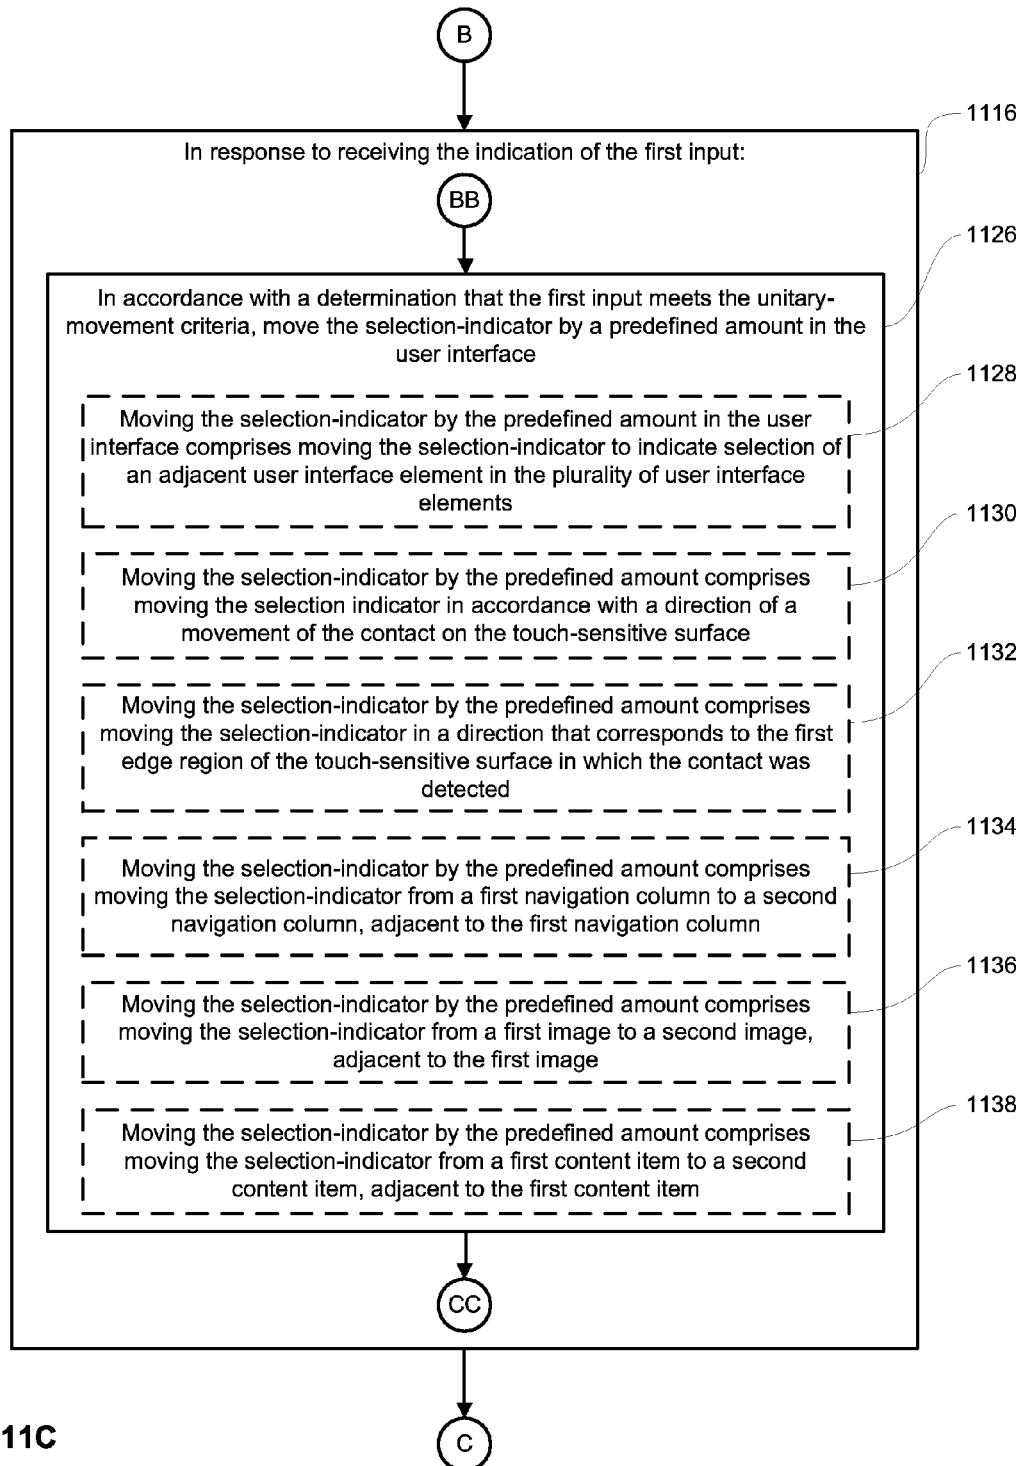 B
1116
In response to receiving the indication of the first input:
BB
1126
In accordance with a determination that the first input meets the unitary-
movement criteria, move the selection-indicator by a predefined amount in the
user interface
1128
Moving the selection-indicator by the predefined amount in the user
interface comprises moving the selection-indicator to indicate selection of
an adjacent user interface element in the plurality of user interface
elements
1130
Moving the selection-indicator by the predefined amount comprises
moving the selection indicator in accordance with a direction of a
movement of the contact on the touch-sensitive surface
1132
Moving the selection-indicator by the predefined amount comprises
moving the selection-indicator in a direction that corresponds to the first
edge region of the touch-sensitive surface in which the contact was
detected
1134
Moving the selection-indicator by the predefined amount comprises
moving the selection-indicator from a first navigation column to a second
navigation column, adjacent to the first navigation column
1136
Moving the selection-indicator by the predefined amount comprises
moving the selection-indicator from a first image to a second image,
adjacent to the first image
1138
Moving the selection-indicator by the predefined amount comprises
moving the selection-indicator from a first content item to a second
content item, adjacent to the first content item
CC
11C
C